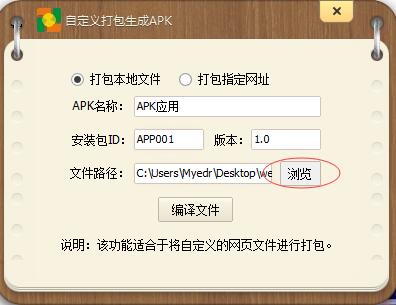 自定义打包生成APK
打包本地文件 打包指定网址
APK名称: APK应用
安装包ID: APP001 版本: 1.0
文件路径: C:\Users\Myedr\Desktop\we 浏览
编译文件
说明: 该功能适合于将自定义的网页文件进行打包。